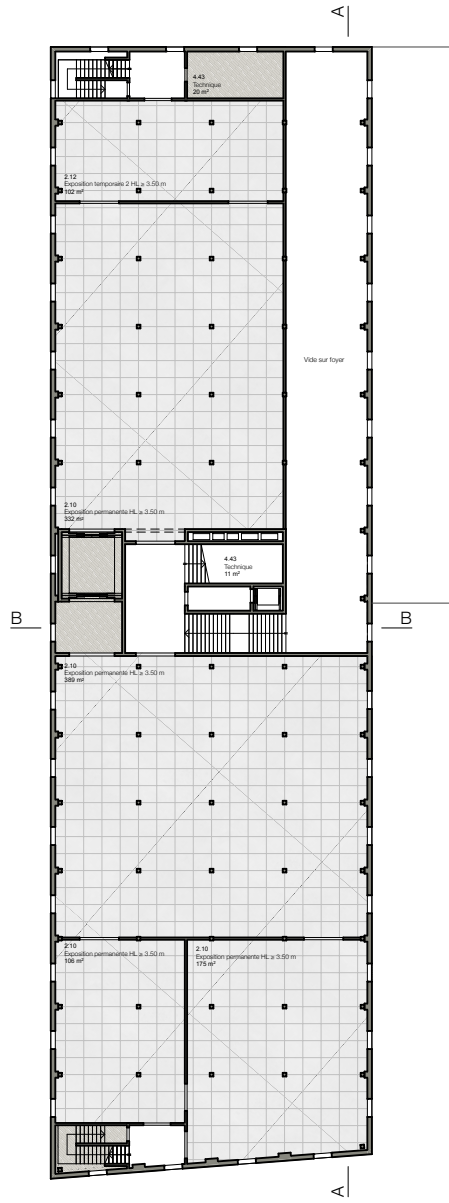 A
4.43
Technique
20 m²
2.12
Exposition temporaire 2 HL ≥ 3.50 m
102 m²
Vide sur foyer
2.10
Exposition permanente HL ≥ 3.50 m
332 m²
4.43
Technique
11 m²
B
B
2.10
Exposition permanente HL ≥ 3.50 m
389 m²
2.10
Exposition permanente HL ≥ 3.50 m
106 m²
2.10
Exposition permanente HL ≥ 3.50 m
175 m²
A